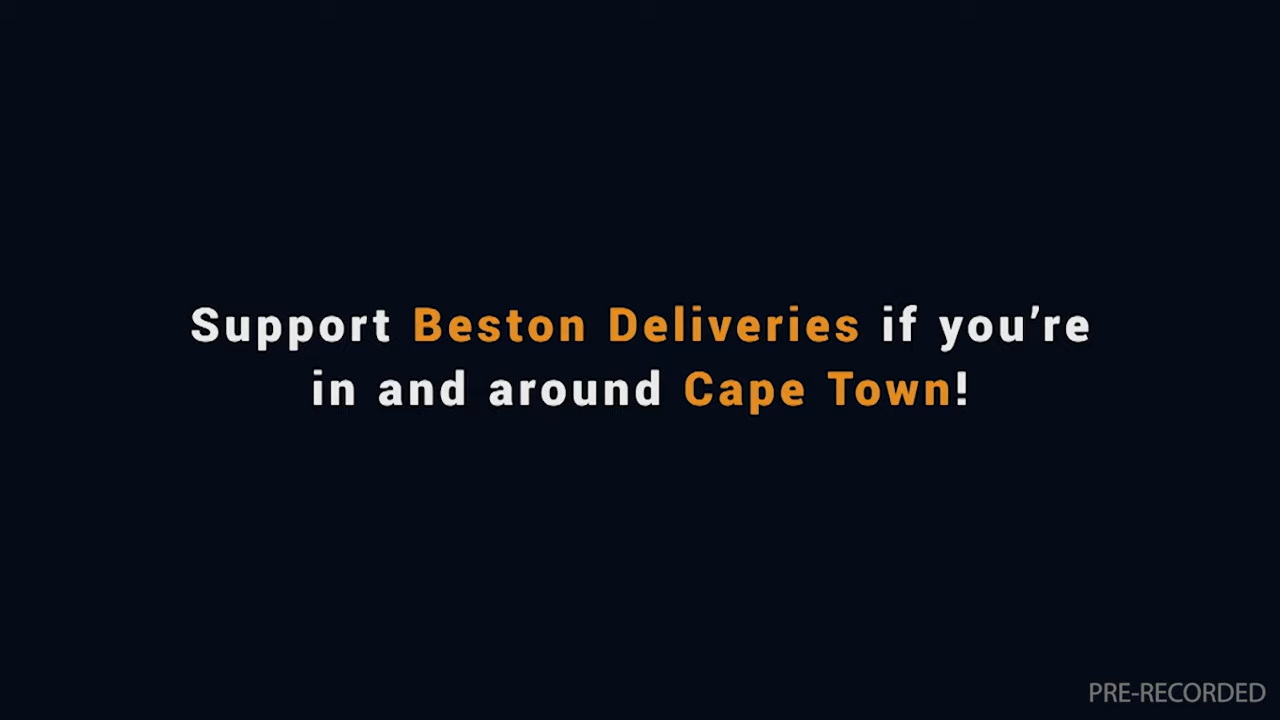 Support Beston Deliveries if you’re
in and around Cape Town!
PRE-RECORDED